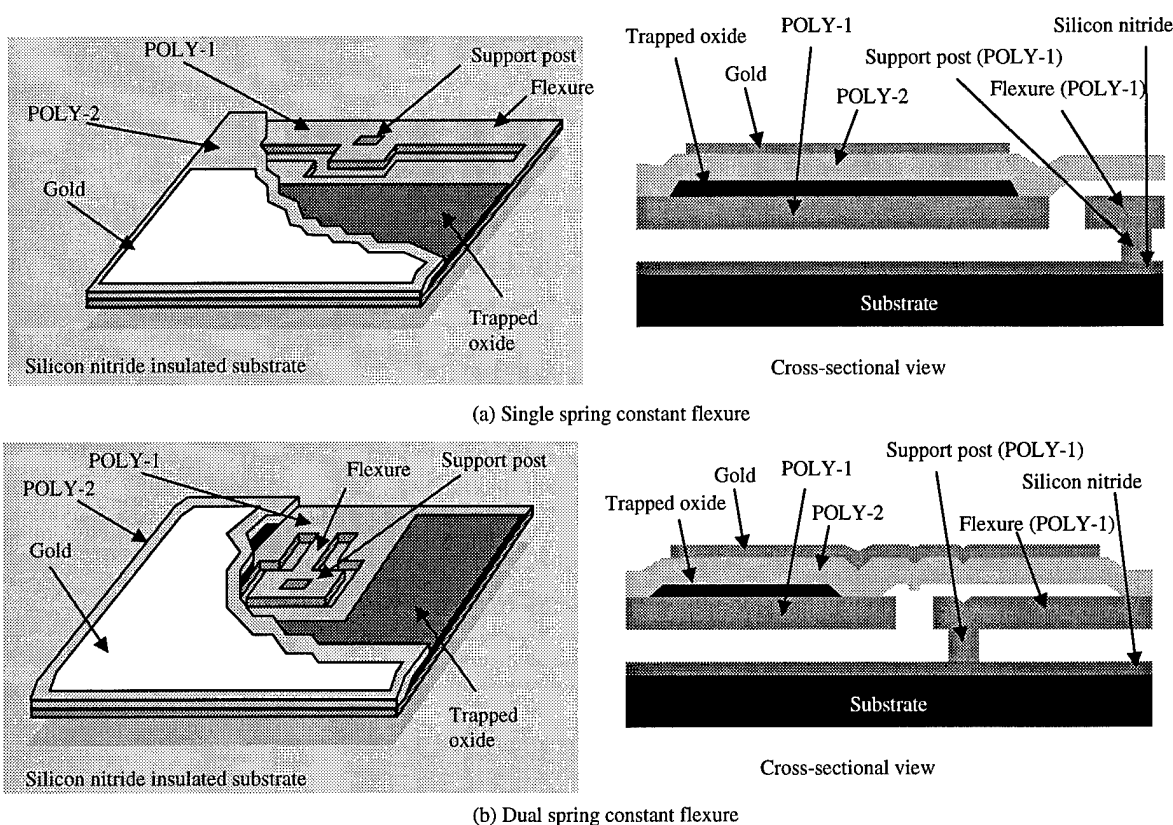 POLY-1
Support post
Flexure
POLY-2
Gold
Trapped
oxide
Silicon nitride insulated substrate
Trapped oxide
POLY-1
Silicon nitride
Support post (POLY-1)
Gold
Flexure (POLY-1)
POLY-2
Substrate
Cross-sectional view
(a) Single spring constant flexure
POLY-1
Flexure
Support post
POLY-2
Gold
Trapped
oxide
Silicon nitride insulated substrate
Support post (POLY-1)
Gold
POLY-1
Silicon nitride
Trapped oxide
POLY-2
Flexure (POLY-1)
Substrate
Cross-sectional view
(b) Dual spring constant flexure